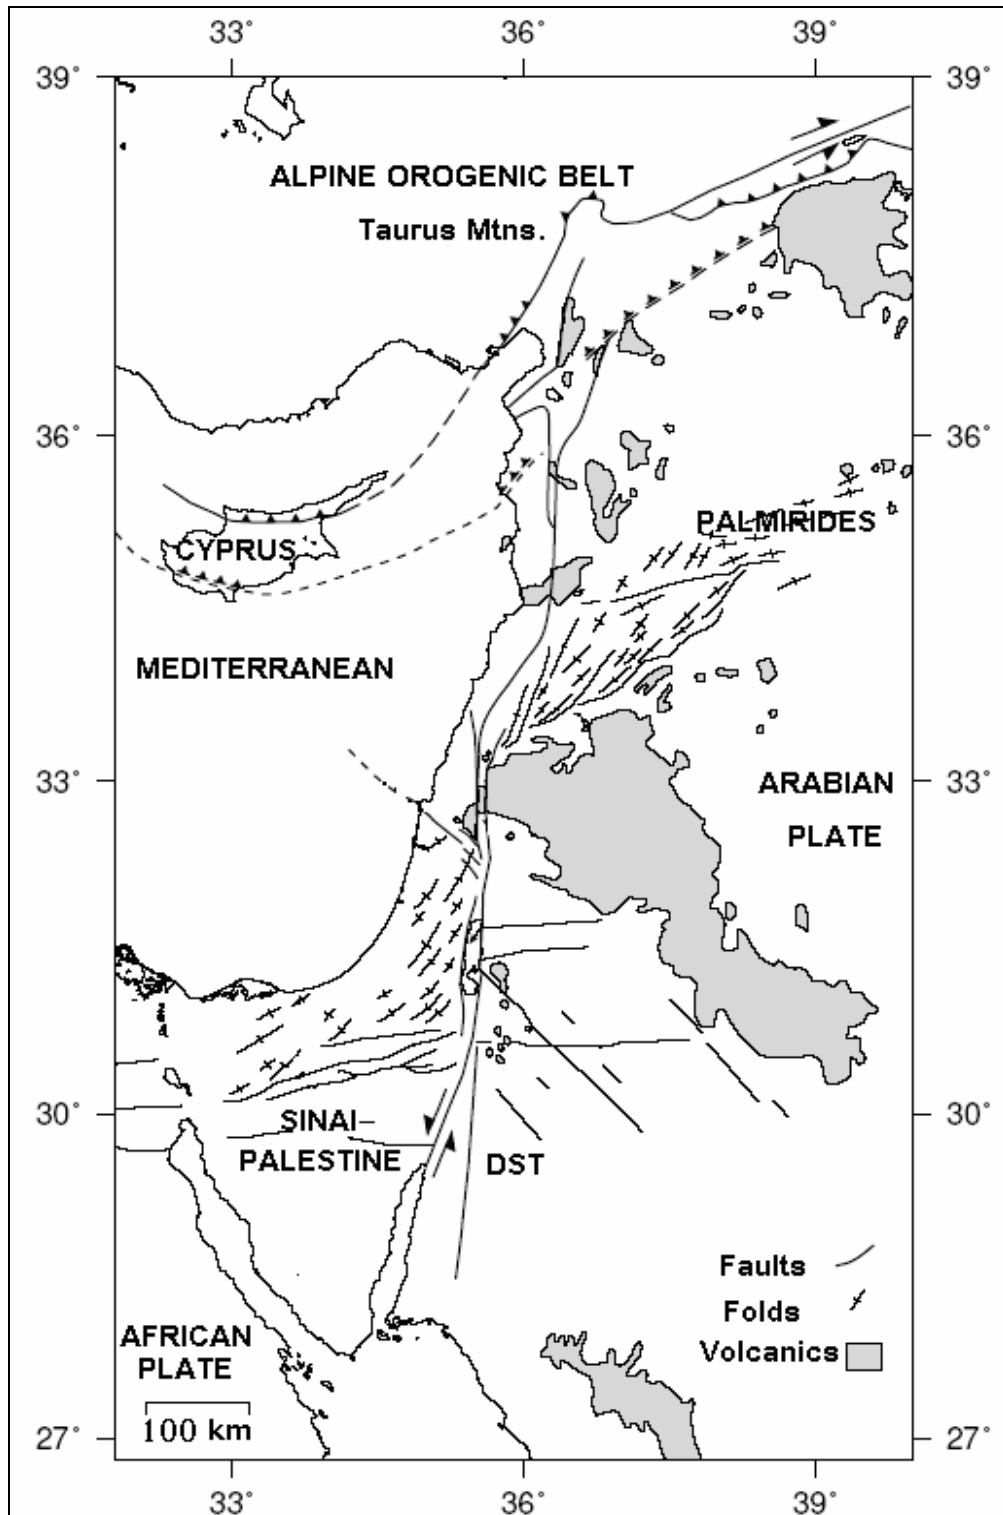 33° 36° 39°
39° 39°
ALPINE OROGENIC BELT
Taurus Mtns.
36° 36°
PALMIRIDES
CYPRUS
MEDITERRANEAN
33° 33°
ARABIAN
PLATE
30° 30°
SINAI–
PALESTINE
DST
Faults
Folds
Volcanics
AFRICAN
PLATE
100 km
27° 27°
33° 36° 39°